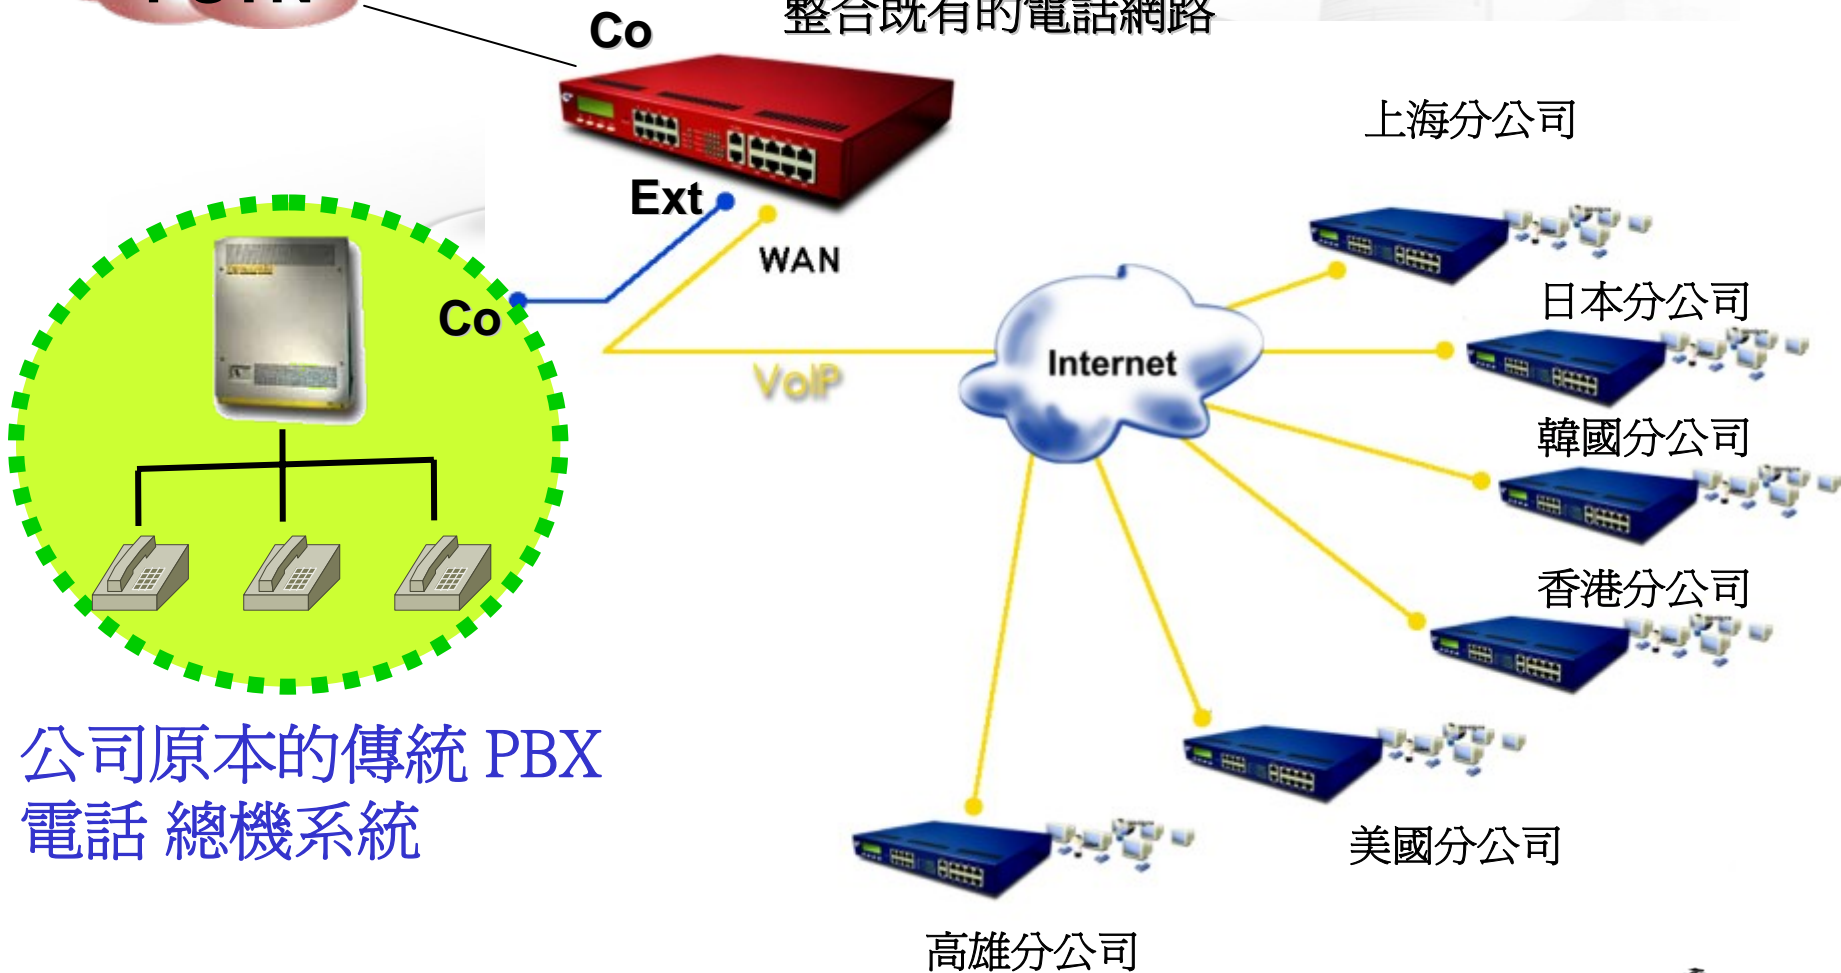 整合既有的電話網路
Co
上海分公司
Ext
WAN
日本分公司
Co
Internet
VoIP
韓國分公司
香港分公司
公司原本的傳統 PBX
電話 總機系統
美國分公司
高雄分公司